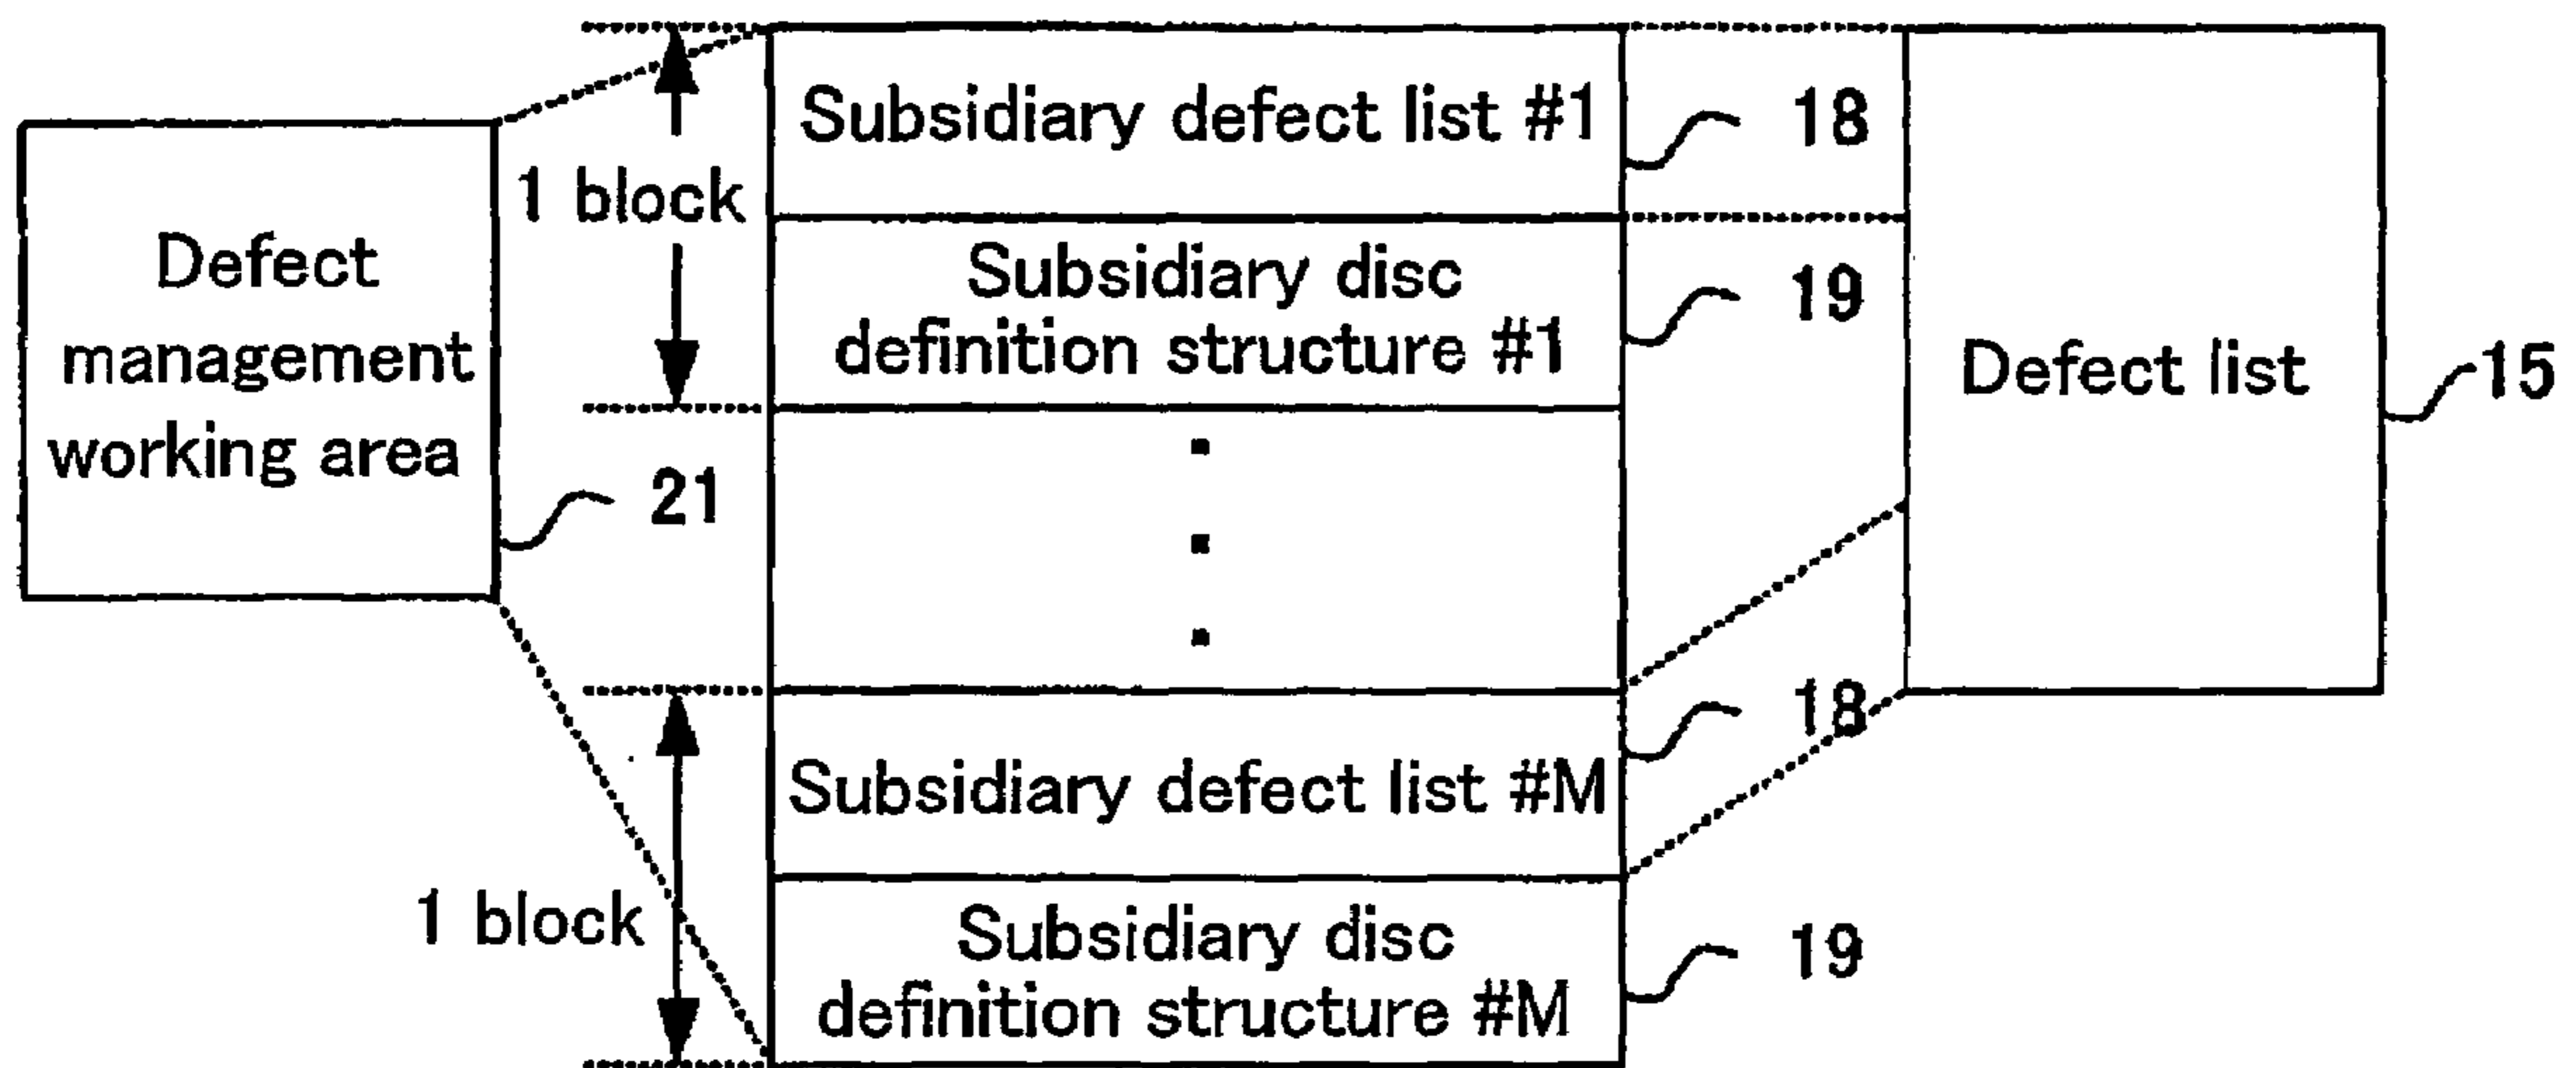 Defect
management
working area
21
1 block
Subsidiary defect list #1
18
Subsidiary disc
definition structure #1
19
Defect list
15
1 block
Subsidiary defect list #M
18
Subsidiary disc
definition structure #M
19